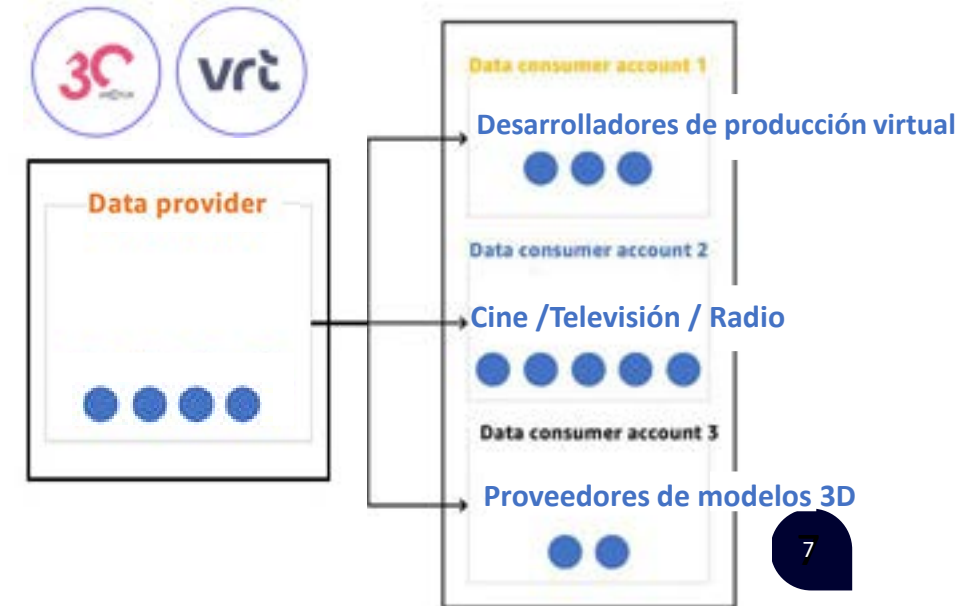 3C
vrt
Data provider
Data consumer account 1
Desarrolladores de producción virtual
Data consumer account 2
Cine /Televisión / Radio
Data consumer account 3
Proveedores de modelos 3D
7